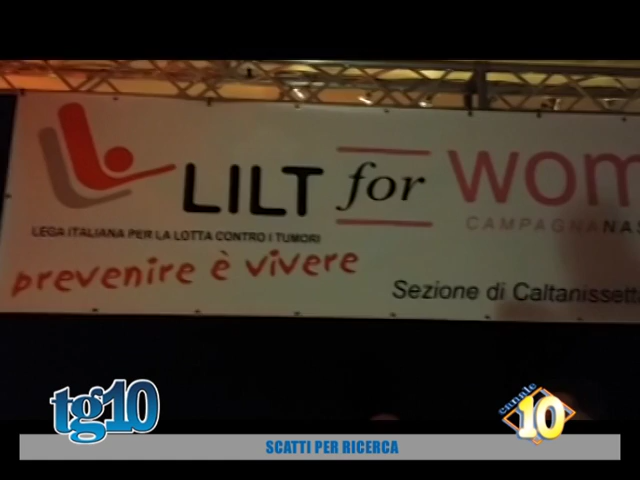 LILT for WOM
CAMPAGNA NAS
LEGA ITALIANA PER LA LOTTA CONTRO I TUMORI
prevenire è vivere
Sezione di Caltanissetta
tg10
canale 10
SCATTI PER RICERCA